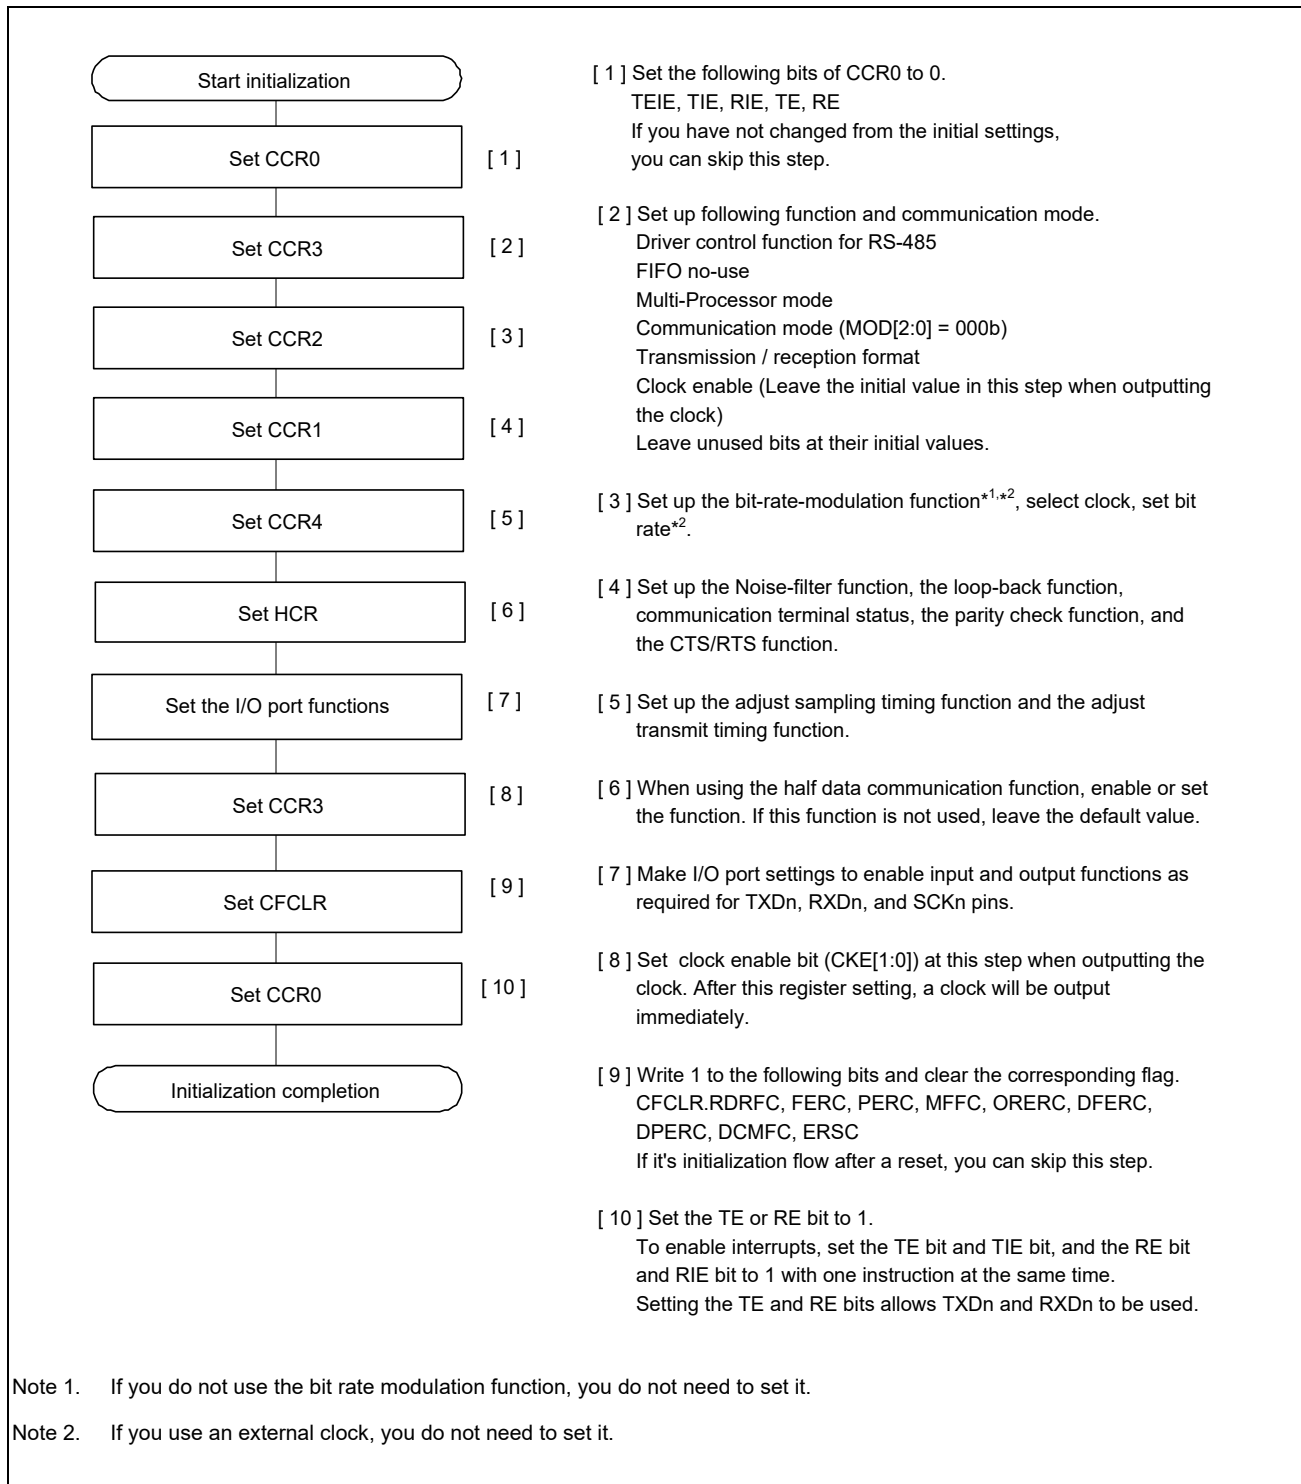 Start initialization
Set CCR0
[ 1 ]
Set CCR3
[ 2 ]
Set CCR2
[ 3 ]
Set CCR1
[ 4 ]
Set CCR4
[ 5 ]
Set HCR
[ 6 ]
Set the I/O port functions
[ 7 ]
Set CCR3
[ 8 ]
Set CFCLR
[ 9 ]
Set CCR0
[ 10 ]
Initialization completion
[ 1 ] Set the following bits of CCR0 to 0.
TEIE, TIE, RIE, TE, RE
If you have not changed from the initial settings,
you can skip this step.
[ 2 ] Set up following function and communication mode.
Driver control function for RS-485
FIFO no-use
Multi-Processor mode
Communication mode (MOD[2:0] = 000b)
Transmission / reception format
Clock enable (Leave the initial value in this step when outputting
the clock)
Leave unused bits at their initial values.
[ 3 ] Set up the bit-rate-modulation function*1,*2, select clock, set bit
rate*2.
[ 4 ] Set up the Noise-filter function, the loop-back function,
communication terminal status, the parity check function, and
the CTS/RTS function.
[ 5 ] Set up the adjust sampling timing function and the adjust
transmit timing function.
[ 6 ] When using the half data communication function, enable or set
the function. If this function is not used, leave the default value.
[ 7 ] Make I/O port settings to enable input and output functions as
required for TXDn, RXDn, and SCKn pins.
[ 8 ] Set  clock enable bit (CKE[1:0]) at this step when outputting the
clock. After this register setting, a clock will be output
immediately.
[ 9 ] Write 1 to the following bits and clear the corresponding flag.
CFCLR.RDRFC, FERC, PERC, MFFC, ORERC, DFERC,
DPERC, DCMFC, ERSC
If it's initialization flow after a reset, you can skip this step.
[ 10 ] Set the TE or RE bit to 1.
To enable interrupts, set the TE bit and TIE bit, and the RE bit
and RIE bit to 1 with one instruction at the same time.
Setting the TE and RE bits allows TXDn and RXDn to be used.
Note 1. If you do not use the bit rate modulation function, you do not need to set it.
Note 2. If you use an external clock, you do not need to set it.